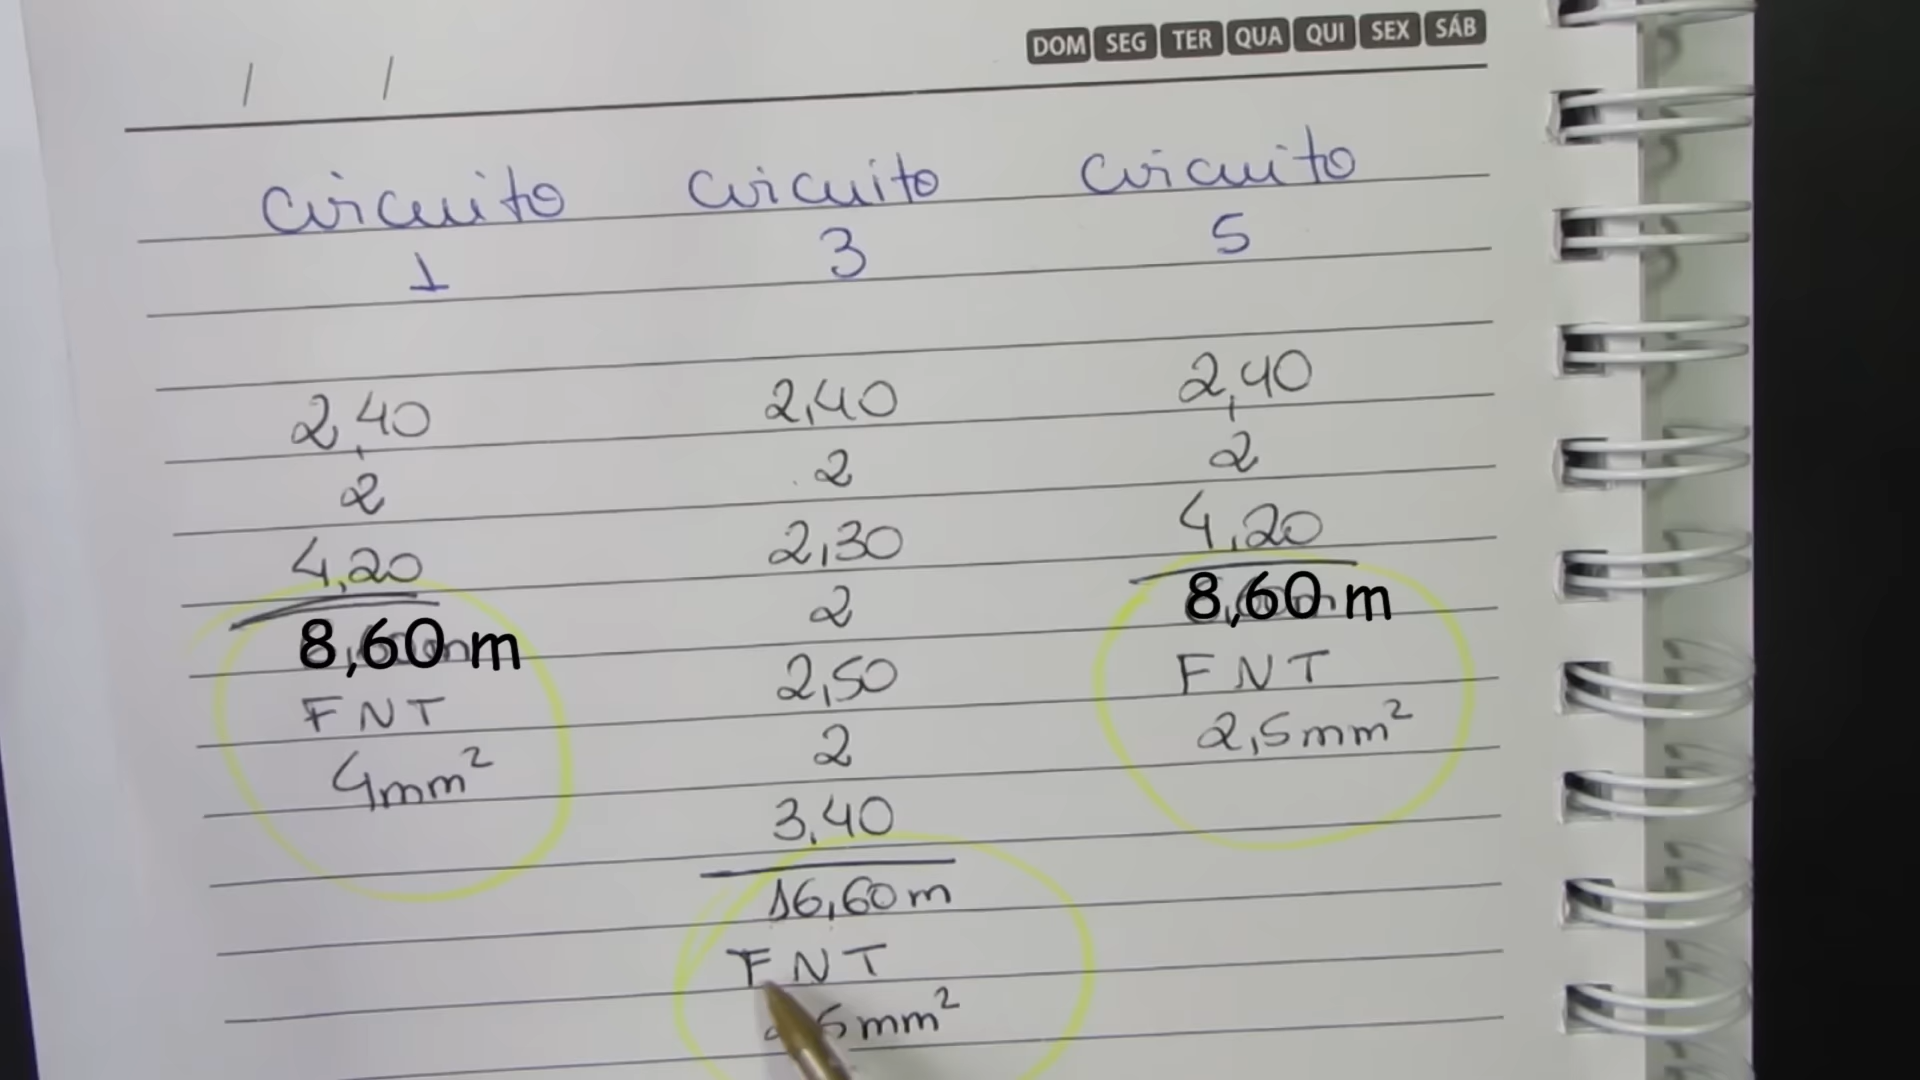 DOM SEG TER QUA QUI SEX SÁB
/ /
Circuito Circuito Circuito
1 3 5
2,40 2,40 2,40
2 2 2
4,20 2,30 4,20
8,60 m 2 8,60 m
FNT 2,50 FNT
4mm² 2 2,5mm²
3,40
16,60m
FNT
mm²